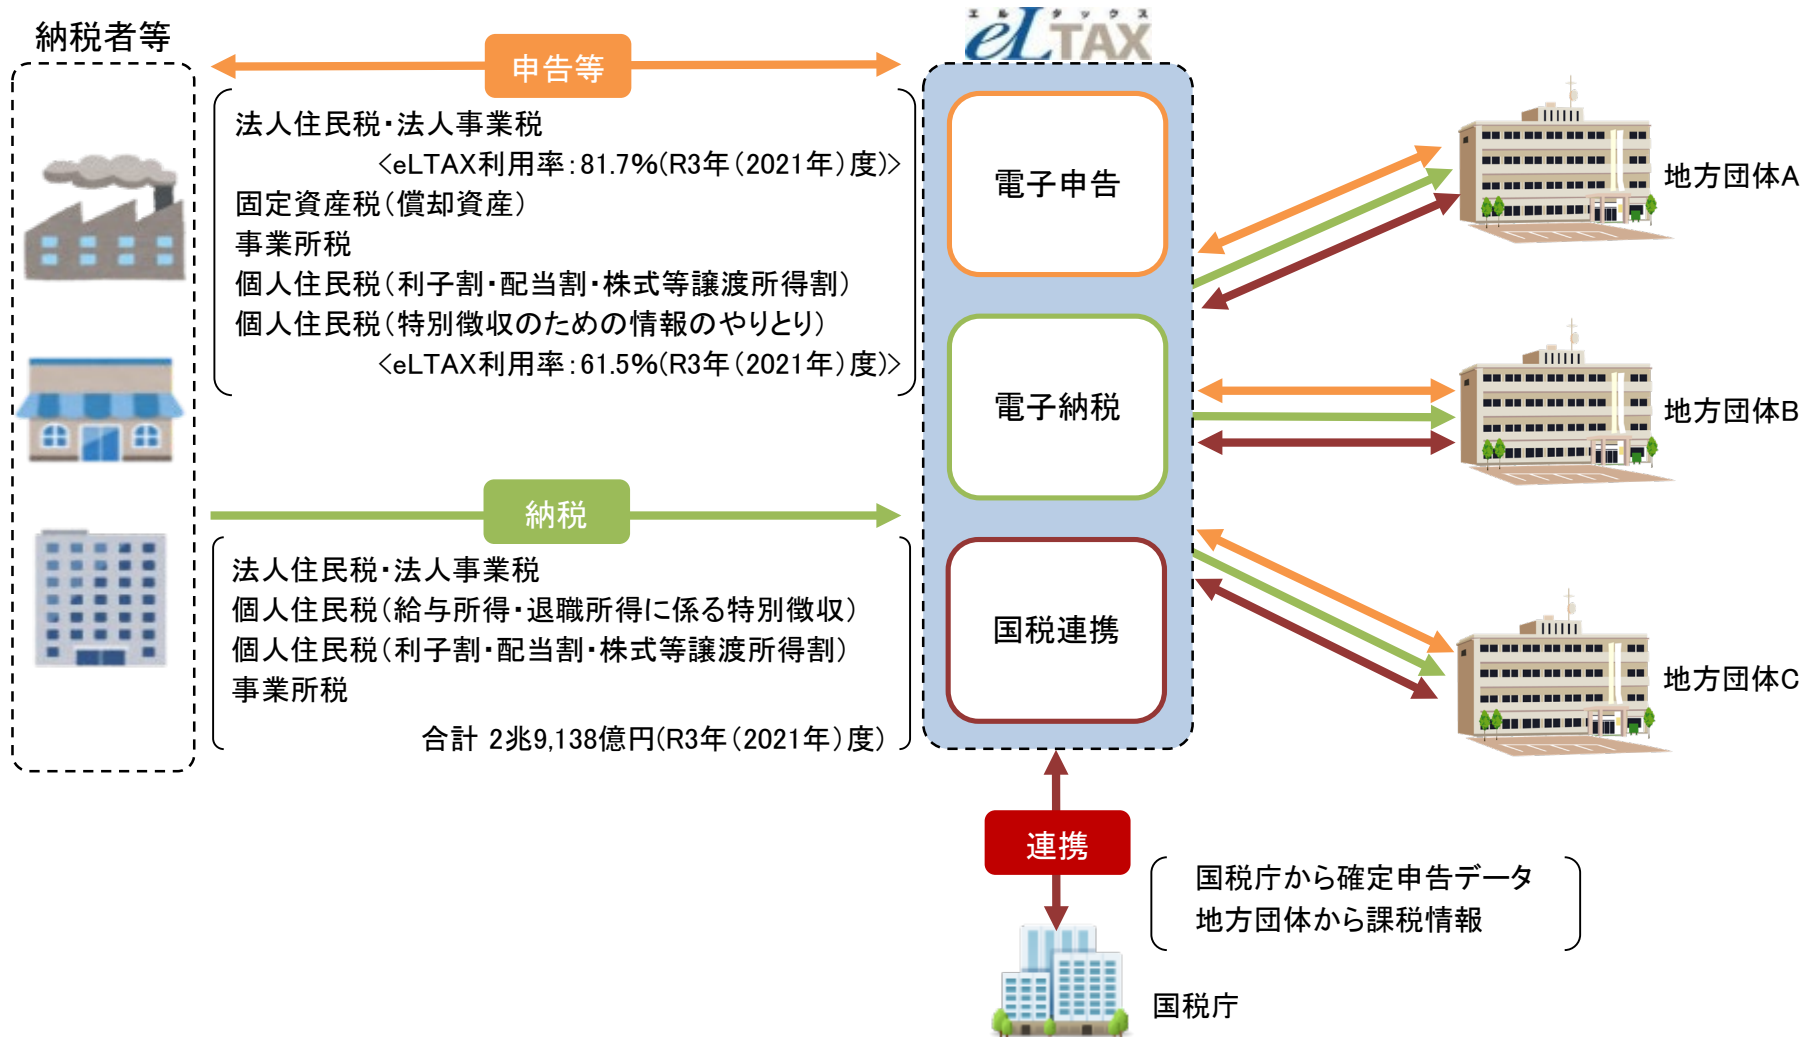 納税者等
申告等
法人住民税・法人事業税
<eLTAX利用率：81.7%(R3年（2021年）度)>
固定資産税（償却資産）
事業所税
個人住民税（利子割・配当割・株式等譲渡所得割）
個人住民税（特別徴収のための情報のやりとり）
<eLTAX利用率：61.5%(R3年（2021年）度)>
納税
法人住民税・法人事業税
個人住民税（給与所得・退職所得に係る特別徴収）
個人住民税（利子割・配当割・株式等譲渡所得割）
事業所税
合計 2兆9,138億円(R3年（2021年）度)
エルタックス
eLTAX
電子申告
電子納税
国税連携
地方団体A
地方団体B
地方団体C
連携
国税庁から確定申告データ
地方団体から課税情報
国税庁